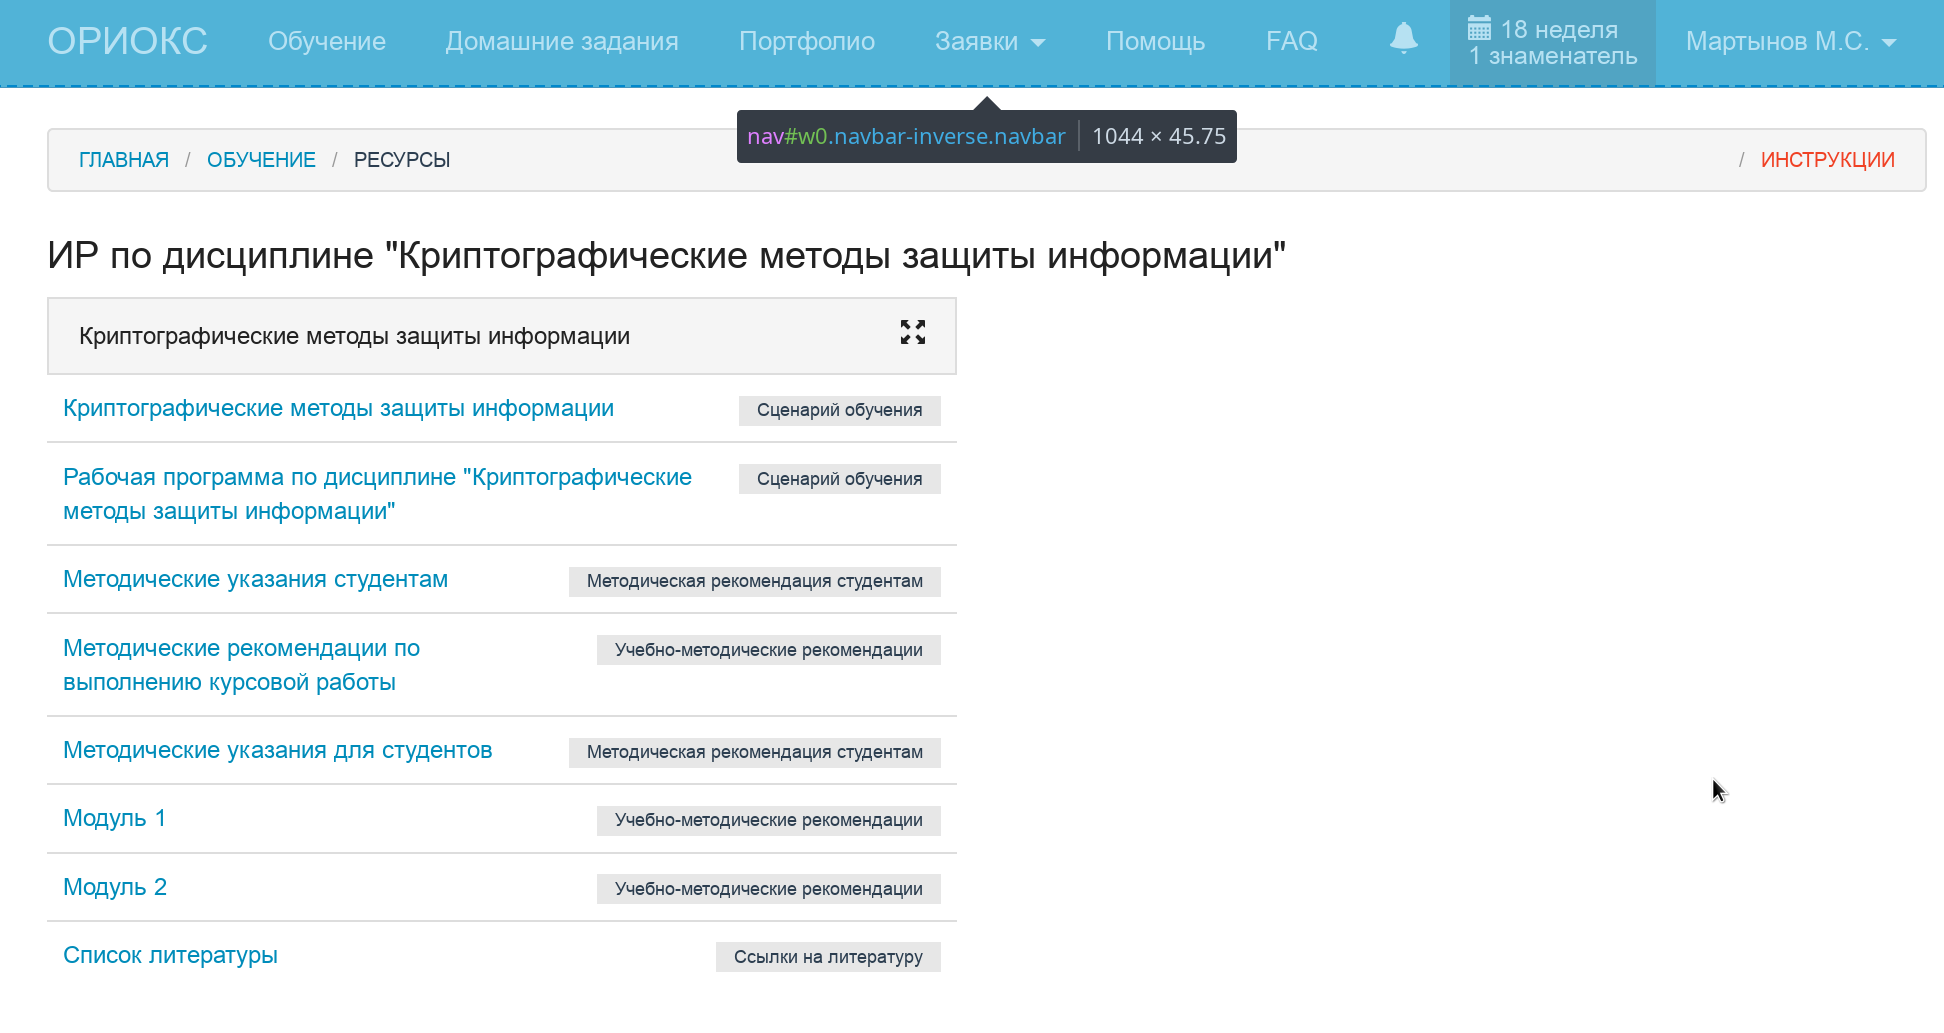 ОРИОКС Обучение Домашние задания Портфолио Заявки Помощь FAQ 18 неделя Мартынов М.С.
1 знаменатель
nav#w0.navbar-inverse.navbar 1044 × 45.75
ГЛАВНАЯ / ОБУЧЕНИЕ / РЕСУРСЫ / ИНСТРУКЦИИ
ИР по дисциплине "Криптографические методы защиты информации"
Криптографические методы защиты информации
Криптографические методы защиты информации Сценарий обучения
Рабочая программа по дисциплине "Криптографические Сценарий обучения
методы защиты информации"
Методические указания студентам Методическая рекомендация студентам
Методические рекомендации по Учебно-методические рекомендации
выполнению курсовой работы
Методические указания для студентов Методическая рекомендация студентам
Модуль 1 Учебно-методические рекомендации
Модуль 2 Учебно-методические рекомендации
Список литературы Ссылки на литературу